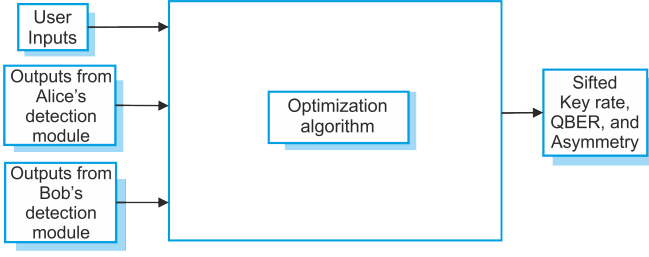 User
Inputs
Outputs from
Alice's
detection
module
Outputs from
Bob's
detection
module
Optimization
algorithm
Sifted
Key rate,
QBER, and
Asymmetry